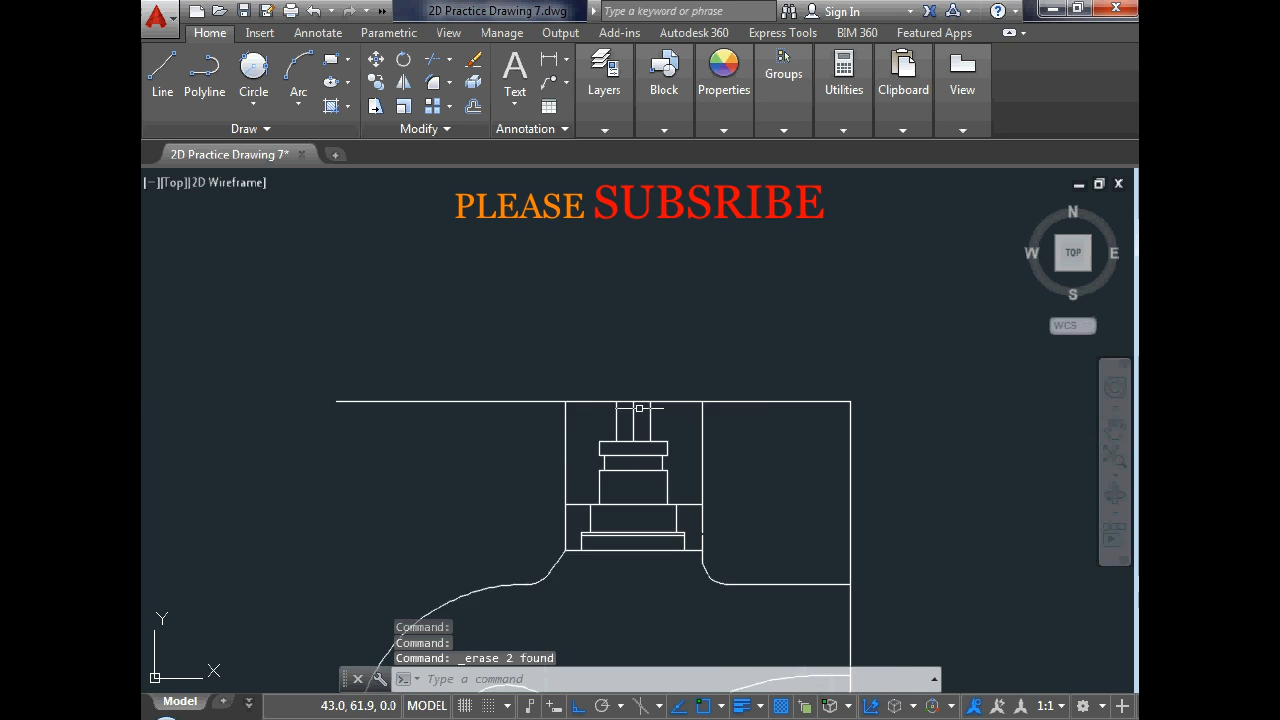 2D Practice Drawing 7.dwg
Type a keyword or phrase
Sign In
Home Insert Annotate Parametric View Manage Output Add-ins Autodesk 360 Express Tools BIM 360 Featured Apps
Line Polyline Circle Arc Text Layers Block Properties Groups Utilities Clipboard View
Draw Modify Annotation
2D Practice Drawing 7*
[−][Top][2D Wireframe]
PLEASE SUBSRIBE
N
W TOP E
S
WCS
Y
X
Command:
Command:
Command: _erase 2 found
Type a command
Model
43.0, 61.9, 0.0 MODEL 1:1